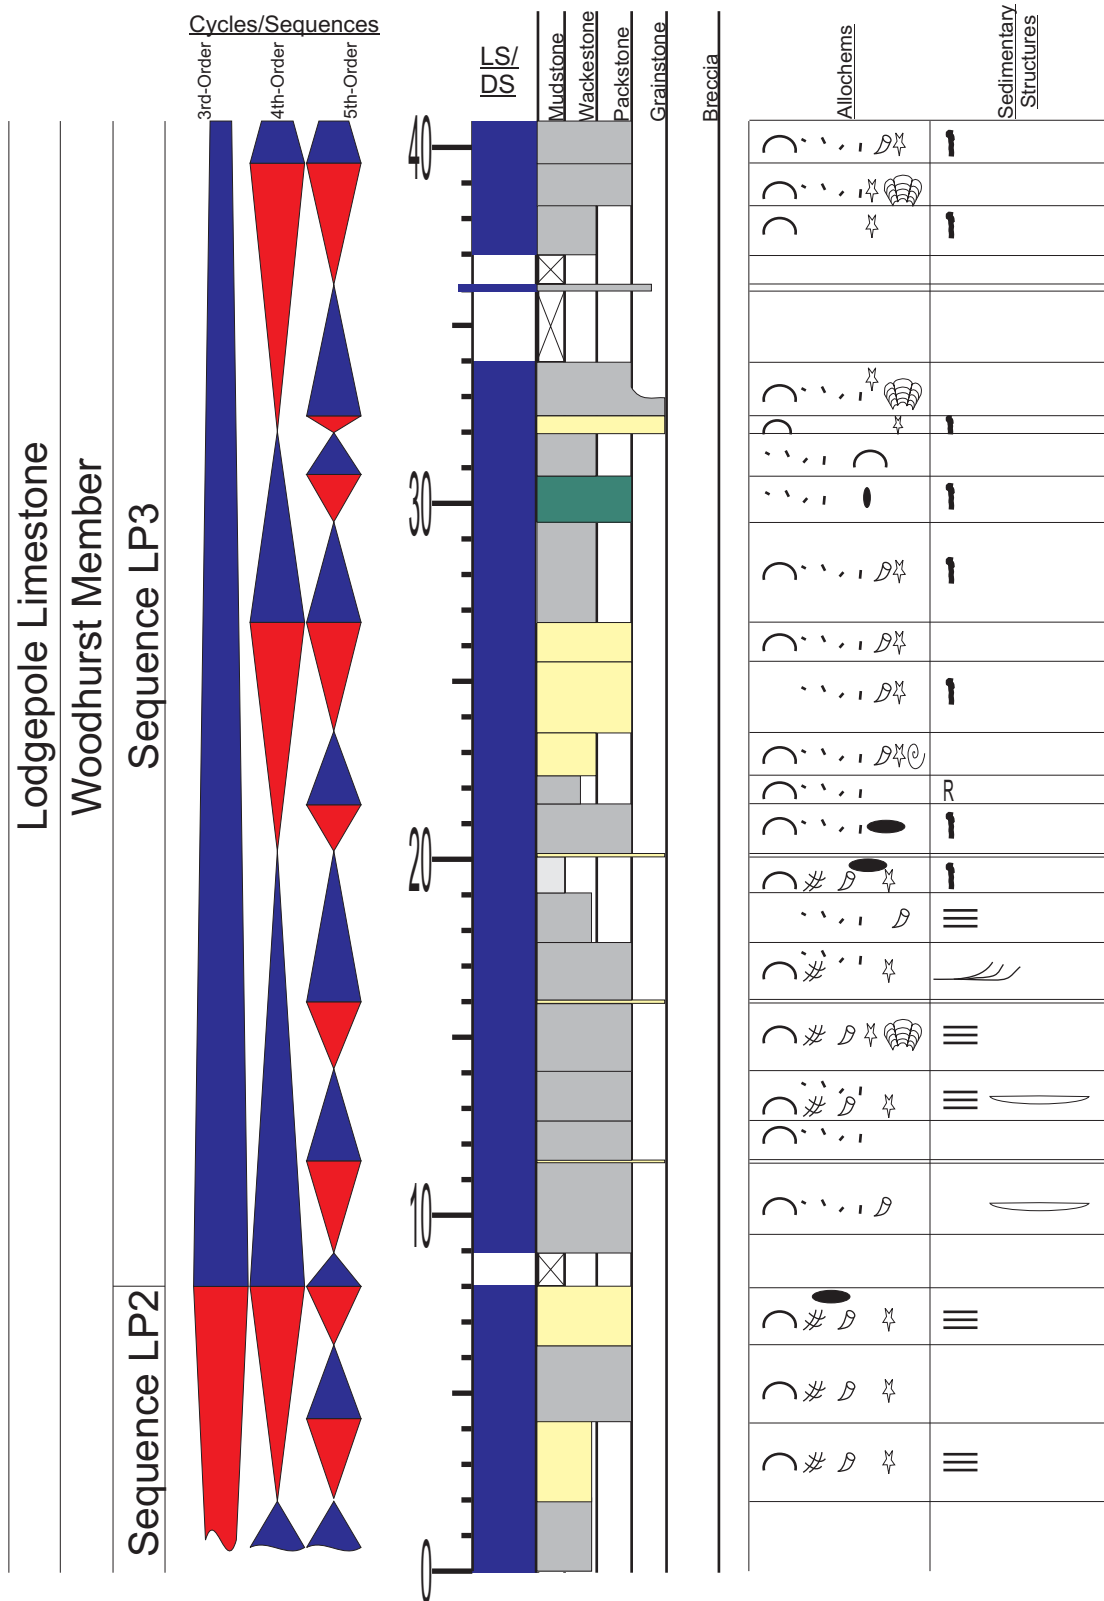 Cycles/Sequences
3rd-Order
4th-Order
5th-Order
LS/
DS
Mudstone
Wackestone
Packstone
Grainstone
Breccia
Allochems
Sedimentary
Structures
Lodgepole Limestone
Woodhurst Member
Sequence LP3
Sequence LP2
40
30
20
10
0
R